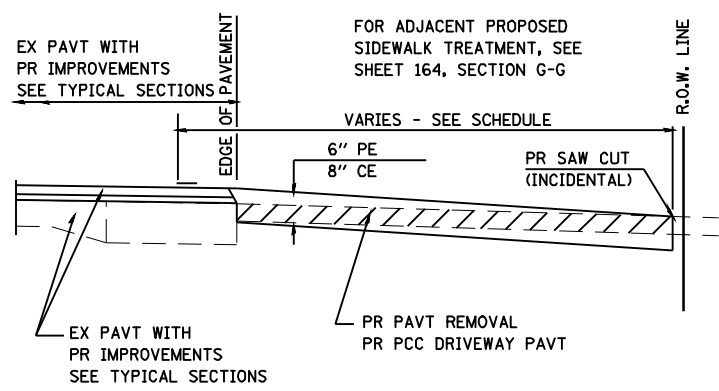 EX PAVT WITH
PR IMPROVEMENTS
SEE TYPICAL SECTIONS
EDGE OF PAVEMENT
FOR ADJACENT PROPOSED
SIDEWALK TREATMENT, SEE
SHEET 164, SECTION G-G
R.O.W. LINE
VARIES - SEE SCHEDULE
6" PE
8" CE
PR SAW CUT
(INCIDENTAL)
EX PAVT WITH
PR IMPROVEMENTS
SEE TYPICAL SECTIONS
PR PAVT REMOVAL
PR PCC DRIVEWAY PAVT